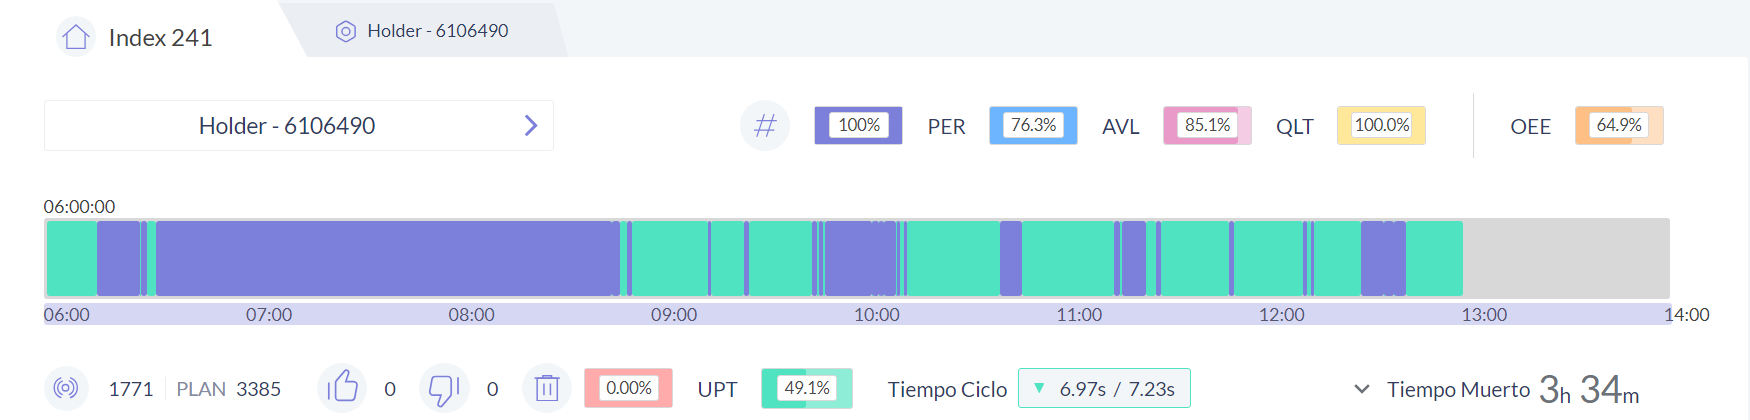 Index 241
Holder - 6106490
Holder - 6106490
# 100% PER 76.3% AVL 85.1% QLT 100.0% OEE 64.9%
06:00:00
06:00 07:00 08:00 09:00 10:00 11:00 12:00 13:00 14:00
1771 PLAN 3385 0 0 0.00% UPT 49.1% Tiempo Ciclo ▼ 6.97s / 7.23s Tiempo Muerto 3h 34m